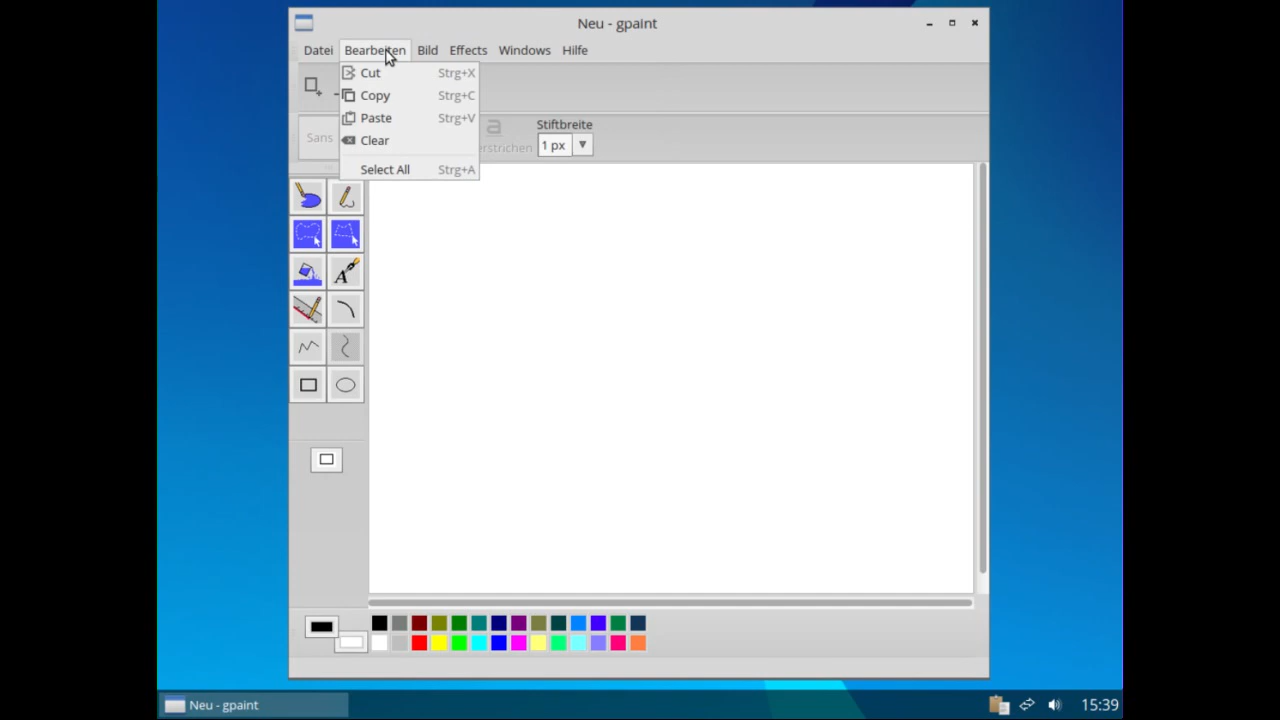 Neu - gpaint
Datei Bearbeiten Bild Effects Windows Hilfe
Cut Strg+X
Copy Strg+C
Paste Strg+V
Clear
Select All Strg+A
Sans
a
erstrichen
Stiftbreite
1 px
A
Neu - gpaint
15:39